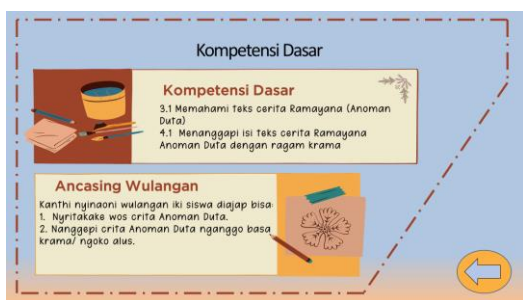 Kompetensi Dasar
Kompetensi Dasar
3.1 Memahami teks cerita Ramayana (Anoman
Duta)
4.1 Menanggapi isi teks cerita Ramayana
Anoman Duta dengan ragam krama
Ancasing Wulangan
Kanthi nyinaoni wulangan iki siswa diajap bisa
1. Nyritakake wos crita Anoman Duta.
2. Nanggepi crita Anoman Duta nganggo basa
krama/ ngoko alus.